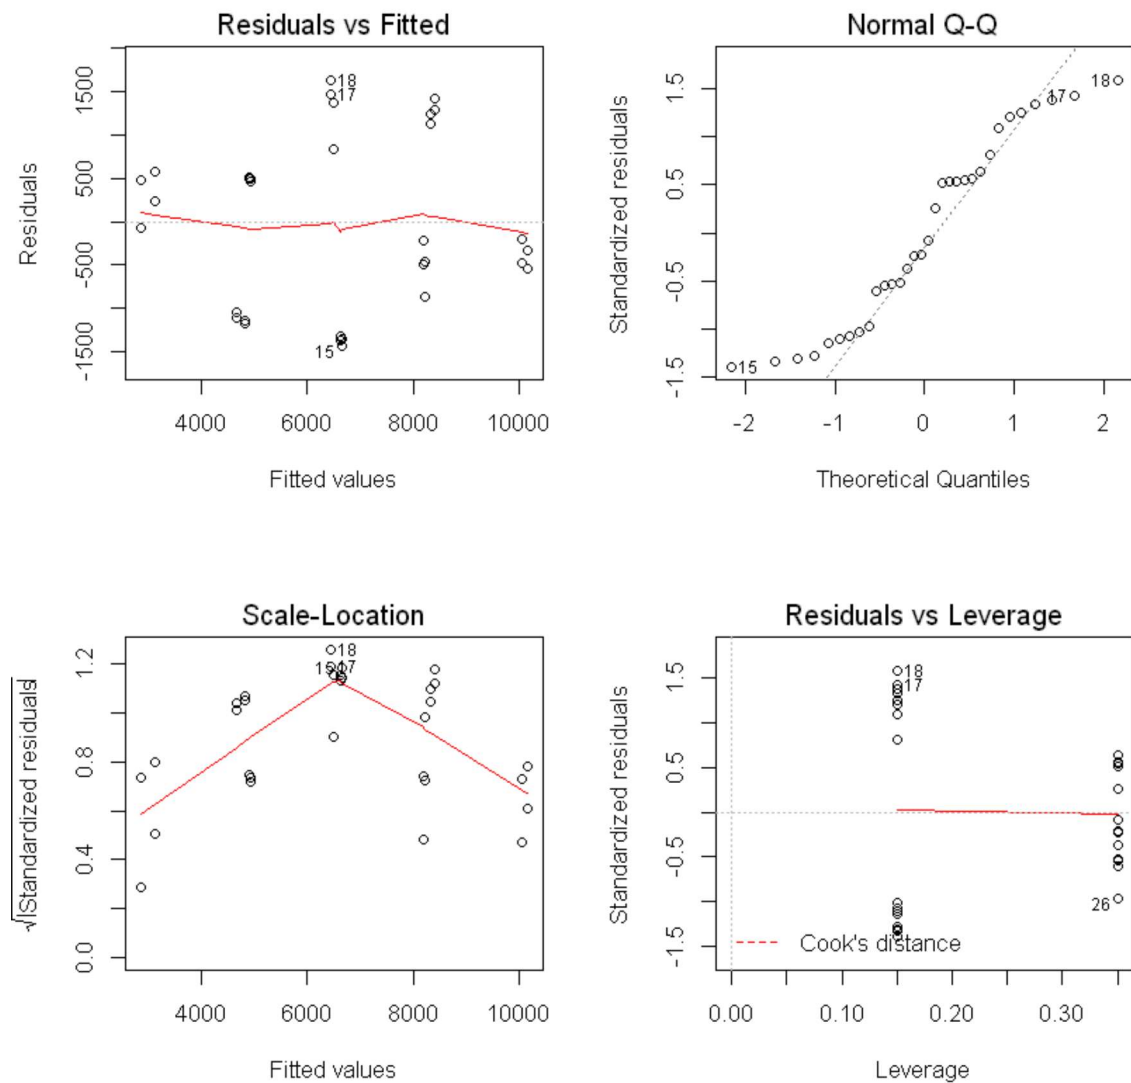 Residuals vs Fitted
Residuals
1500
500
-500
-1500
18
17
15
4000 6000 8000 10000
Fitted values
Normal Q-Q
Standardized residuals
1.5
0.5
-0.5
-1.5
18
17
15
-2 -1 0 1 2
Theoretical Quantiles
Scale-Location
√|Standardized residuals|
1.2
0.8
0.4
0.0
18
15 17
4000 6000 8000 10000
Fitted values
Residuals vs Leverage
Standardized residuals
1.5
0.5
-0.5
-1.5
18
17
26
Cook's distance
0.00 0.10 0.20 0.30
Leverage